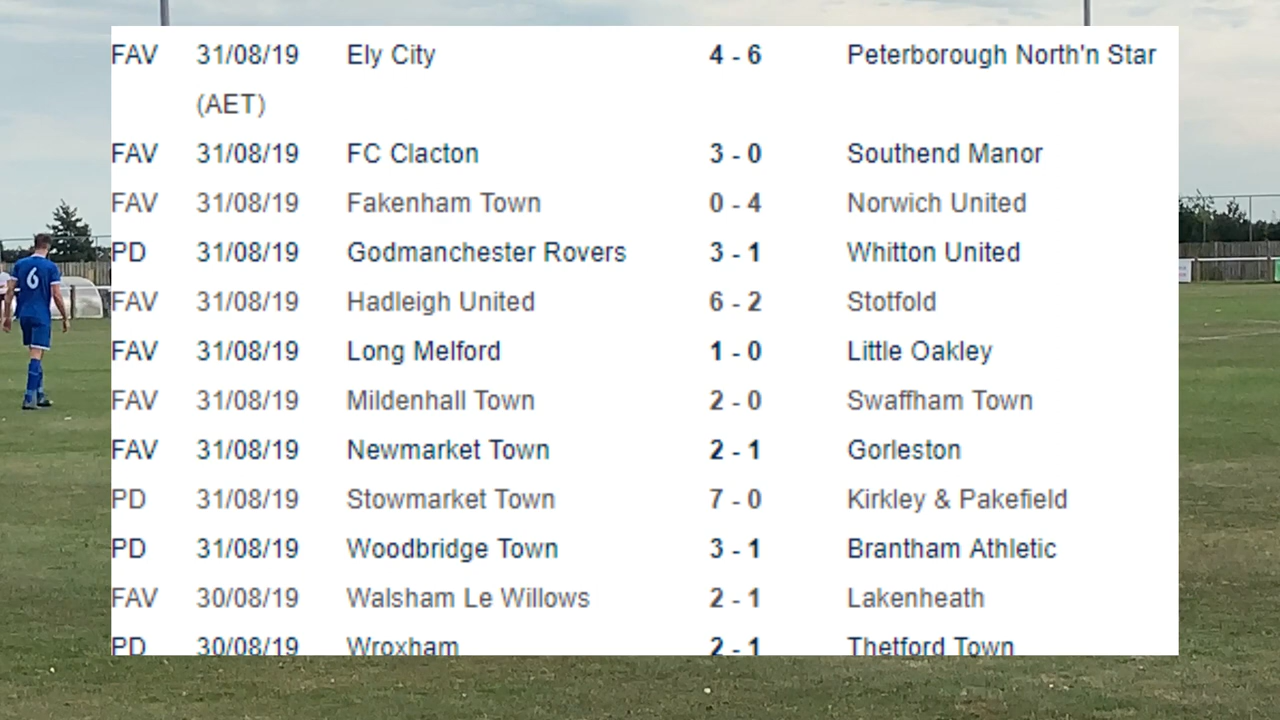 FAV 31/08/19 Ely City 4 - 6 Peterborough North'n Star
(AET)
FAV 31/08/19 FC Clacton 3 - 0 Southend Manor
FAV 31/08/19 Fakenham Town 0 - 4 Norwich United
PD 31/08/19 Godmanchester Rovers 3 - 1 Whitton United
FAV 31/08/19 Hadleigh United 6 - 2 Stotfold
FAV 31/08/19 Long Melford 1 - 0 Little Oakley
FAV 31/08/19 Mildenhall Town 2 - 0 Swaffham Town
FAV 31/08/19 Newmarket Town 2 - 1 Gorleston
PD 31/08/19 Stowmarket Town 7 - 0 Kirkley & Pakefield
PD 31/08/19 Woodbridge Town 3 - 1 Brantham Athletic
FAV 30/08/19 Walsham Le Willows 2 - 1 Lakenheath
PD 30/08/19 Wroxham 2 - 1 Thetford Town
6